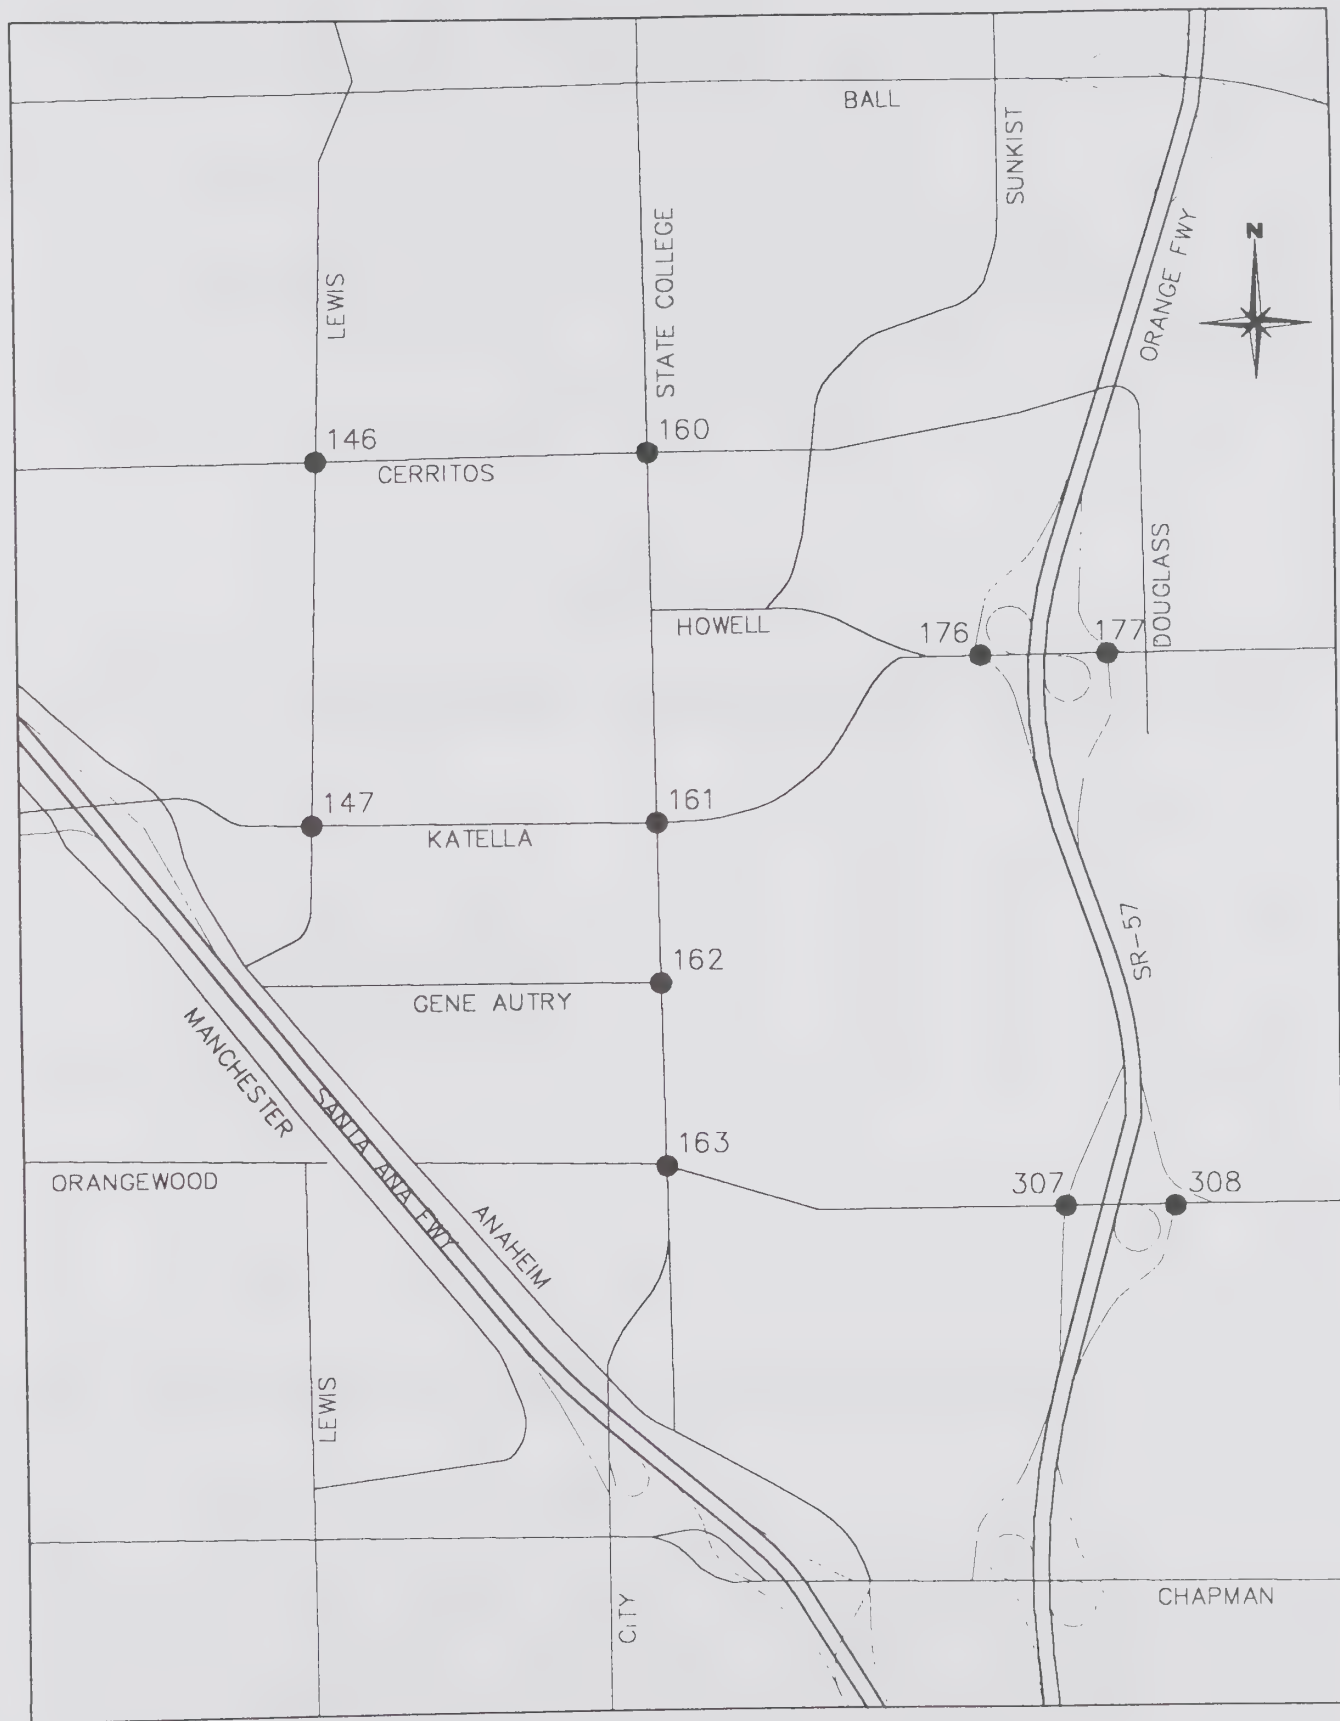 BALL
SUNKIST
ORANGE FWY
N
STATE COLLEGE
LEWIS
146
160
CERRITOS
DOUGLASS
HOWELL
176
177
147
161
KATELLA
SR-57
162
GENE AUTRY
MANCHESTER
SANTA ANA FWY
163
ORANGEWOOD
307
308
ANAHEIM
LEWIS
CITY
CHAPMAN